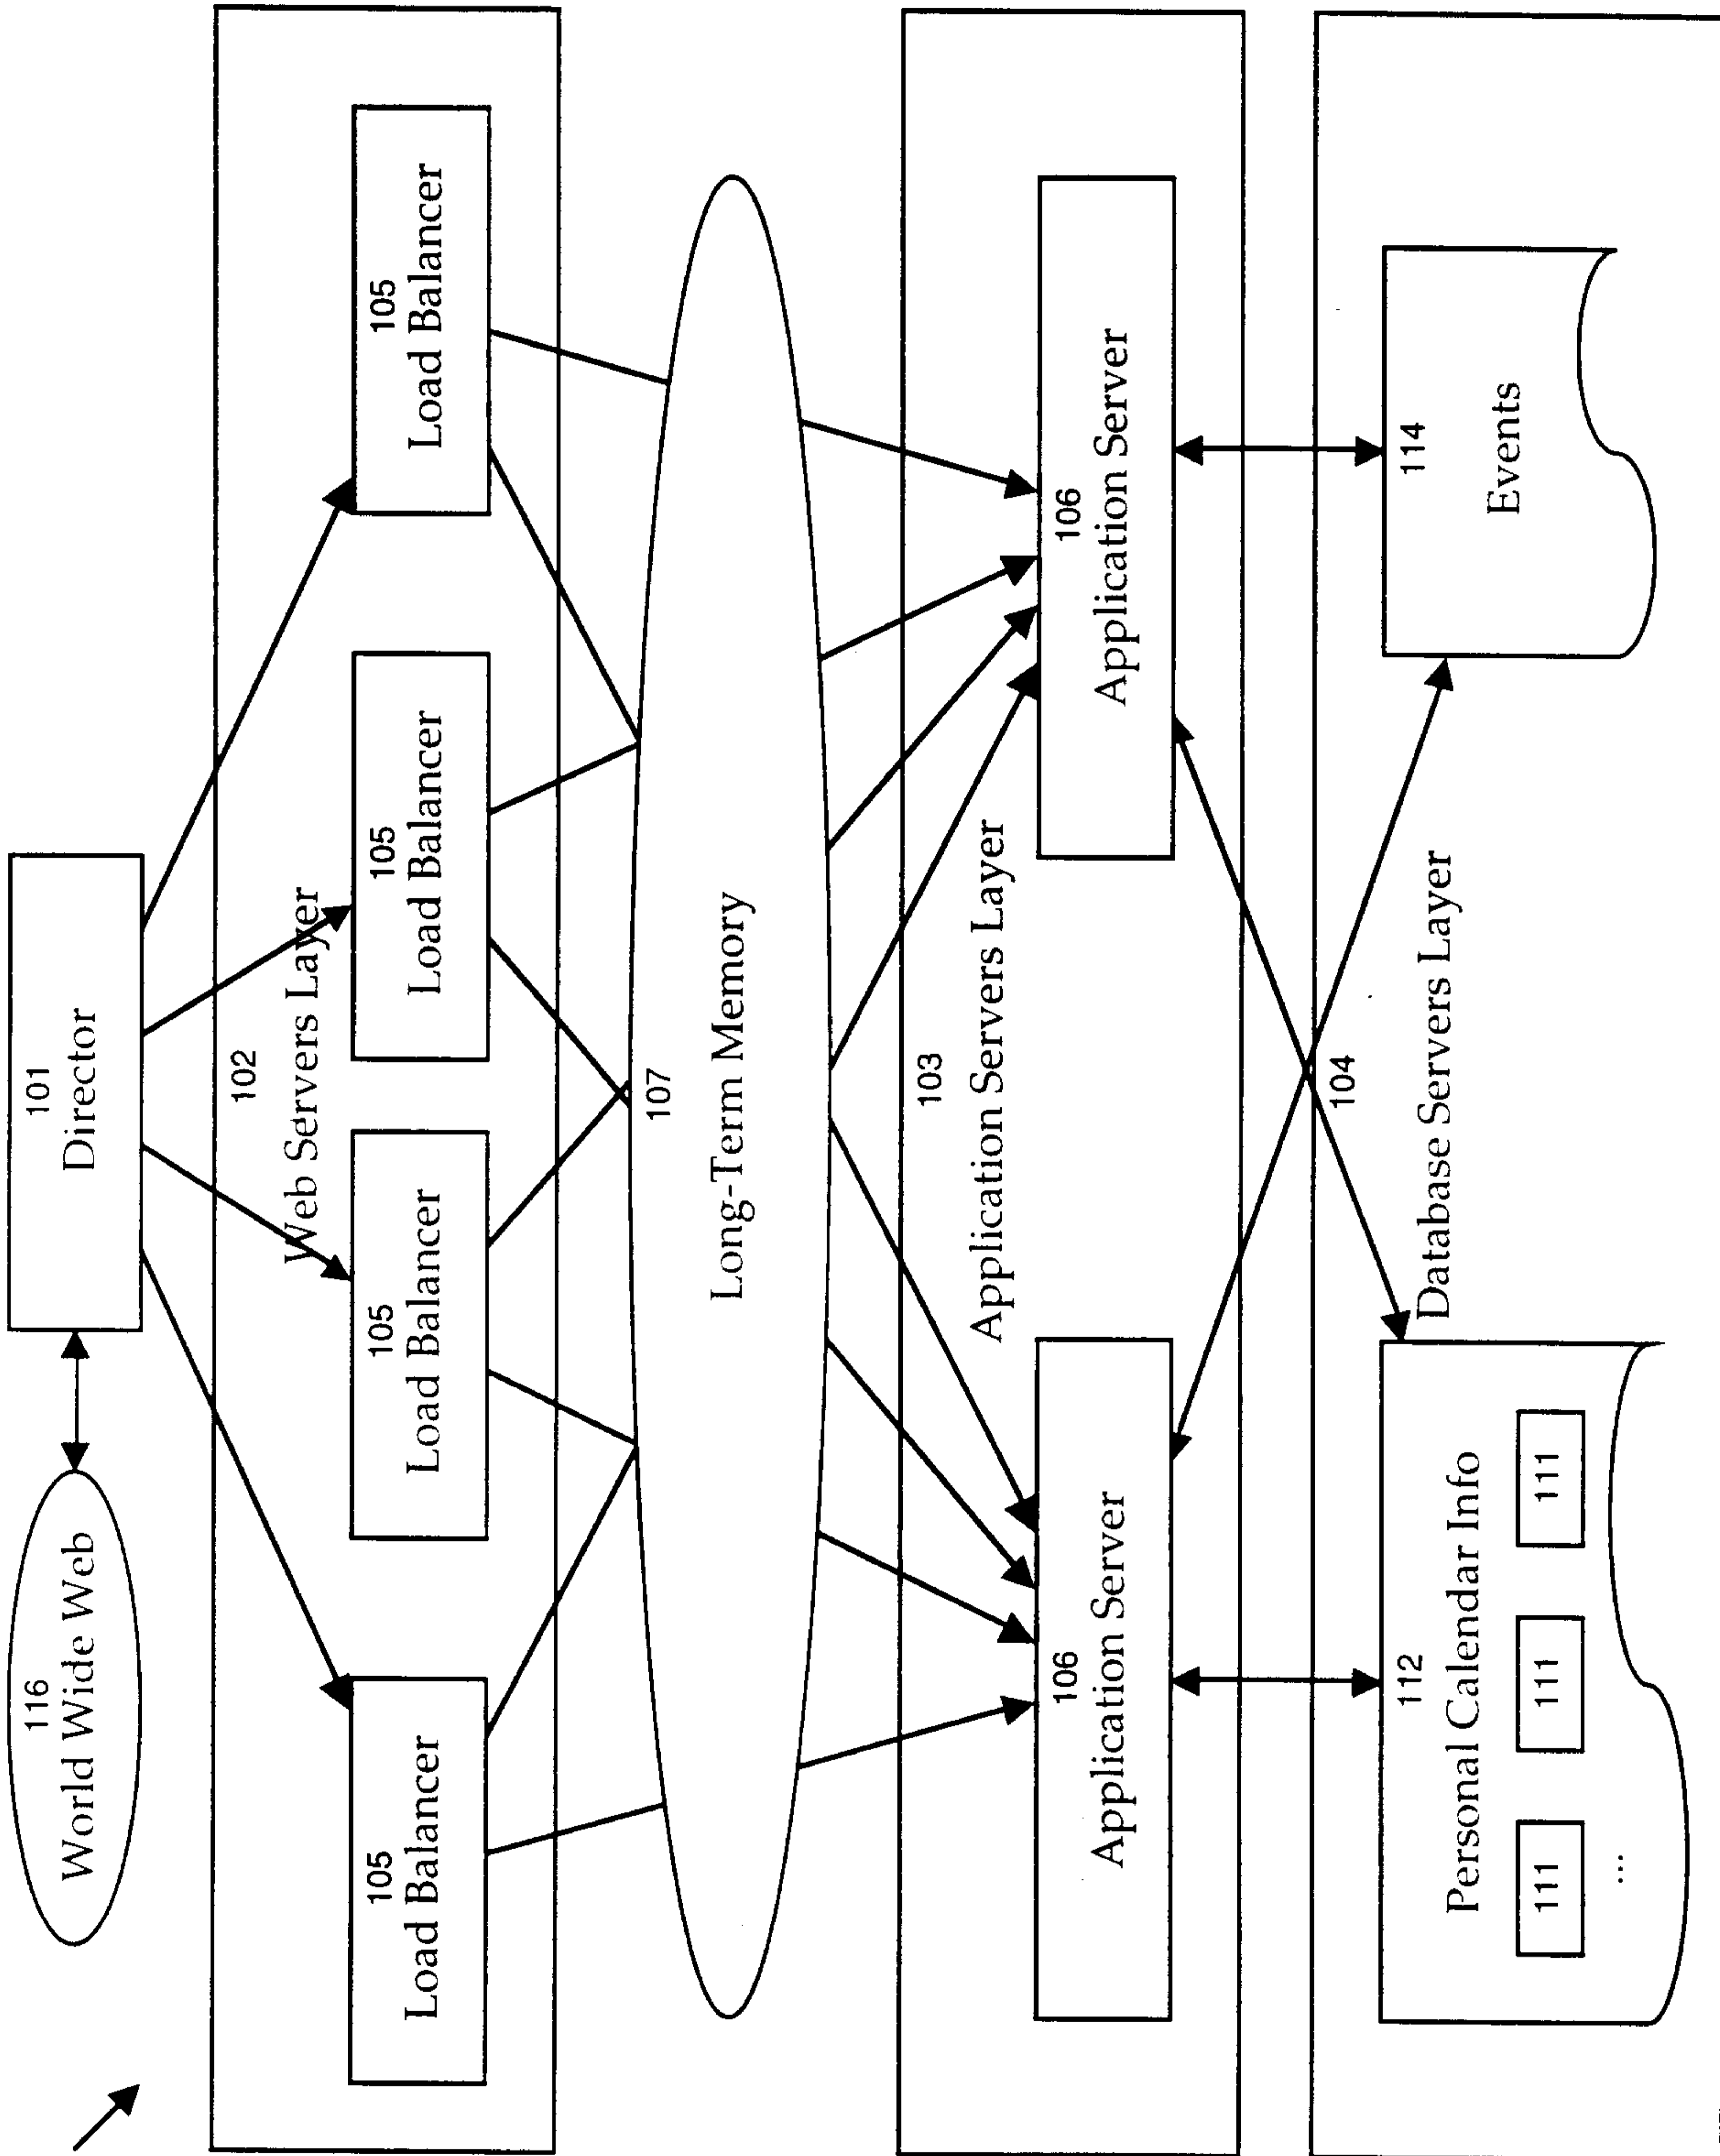 116
World Wide Web
101
Director
102
Web Servers Layer
105
Load Balancer
105
Load Balancer
105
Load Balancer
105
Load Balancer
107
Long-Term Memory
103
Application Servers Layer
106
Application Server
106
Application Server
104
Database Servers Layer
112
Personal Calendar Info
111
111
111
...
114
Events